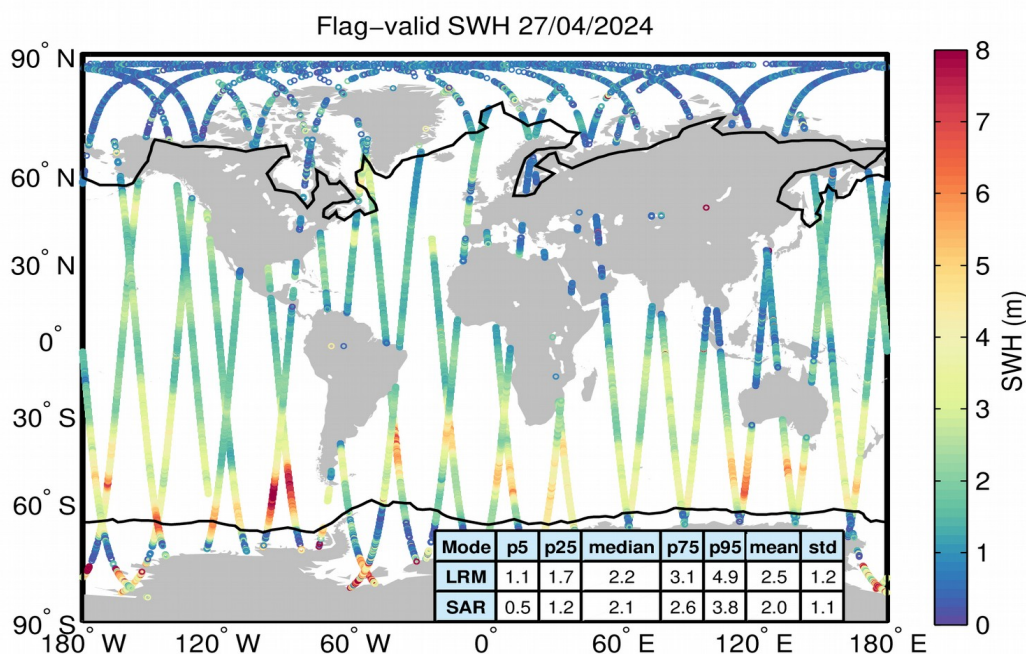 Flag−valid SWH 27/04/2024
90° N
60° N
30° N
0°
30° S
60° S
90° S
180° W
120° W
60° W
0°
60° E
120° E
180° E
8
7
6
5
4
3
2
1
0
SWH (m)
Mode p5 p25 median p75 p95 mean std
LRM 1.1 1.7 2.2 3.1 4.9 2.5 1.2
SAR 0.5 1.2 2.1 2.6 3.8 2.0 1.1